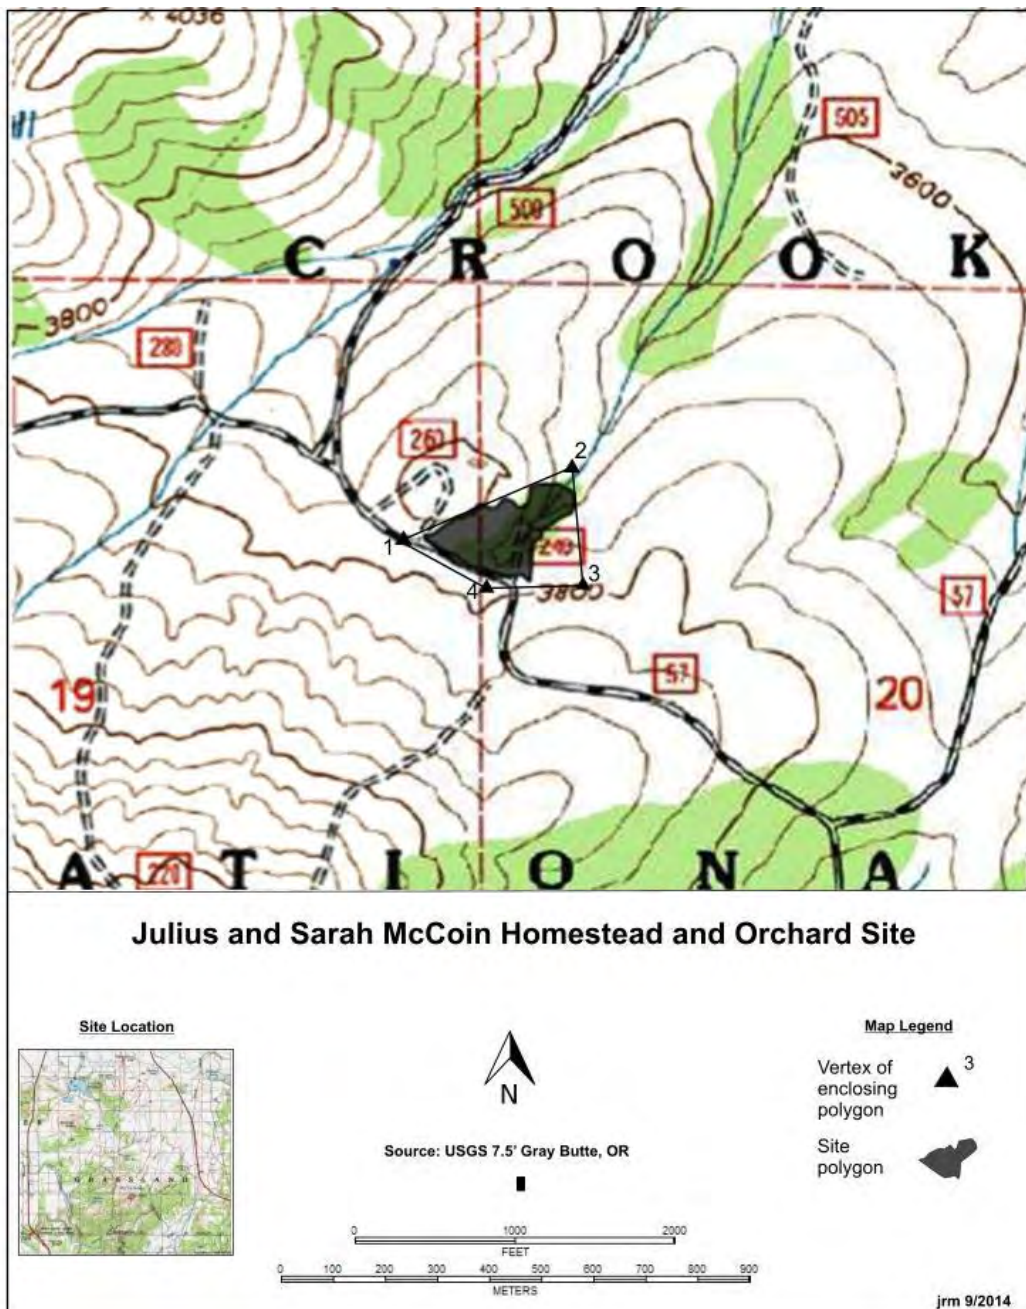 × 4036
505
3600
500
C R O O K
3800
280
260
2
1
240
3
4
3800
57
57
19
20
A T I O N A
220
Julius and Sarah McCoin Homestead and Orchard Site
Site Location
GRASSLAND
N
Source: USGS 7.5' Gray Butte, OR
0 1000 2000
FEET
0 100 200 300 400 500 600 700 800 900
METERS
Map Legend
Vertex of
enclosing
polygon
3
Site
polygon
jrm 9/2014